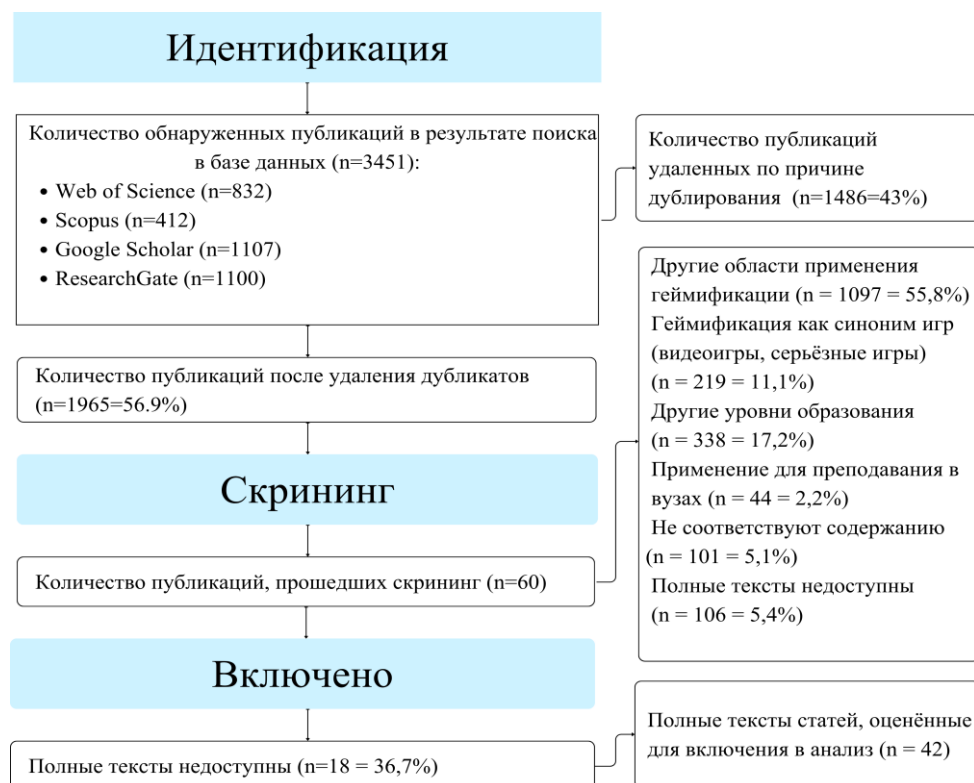 Идентификация
Количество обнаруженных публикаций в результате поиска
в базе данных (n=3451):
• Web of Science (n=832)
• Scopus (n=412)
• Google Scholar (n=1107)
• ResearchGate (n=1100)
Количество публикаций
удаленных по причине
дублирования (n=1486=43%)
Количество публикаций после удаления дубликатов
(n=1965=56.9%)
Скрининг
Количество публикаций, прошедших скрининг (n=60)
Другие области применения
геймификации (n = 1097 = 55,8%)
Геймификация как синоним игр
(видеоигры, серьёзные игры)
(n = 219 = 11,1%)
Другие уровни образования
(n = 338 = 17,2%)
Применение для преподавания в
вузах (n = 44 = 2,2%)
Не соответствуют содержанию
(n = 101 = 5,1%)
Полные тексты недоступны
(n = 106 = 5,4%)
Включено
Полные тексты недоступны (n=18 = 36,7%)
Полные тексты статей, оценённые
для включения в анализ (n = 42)